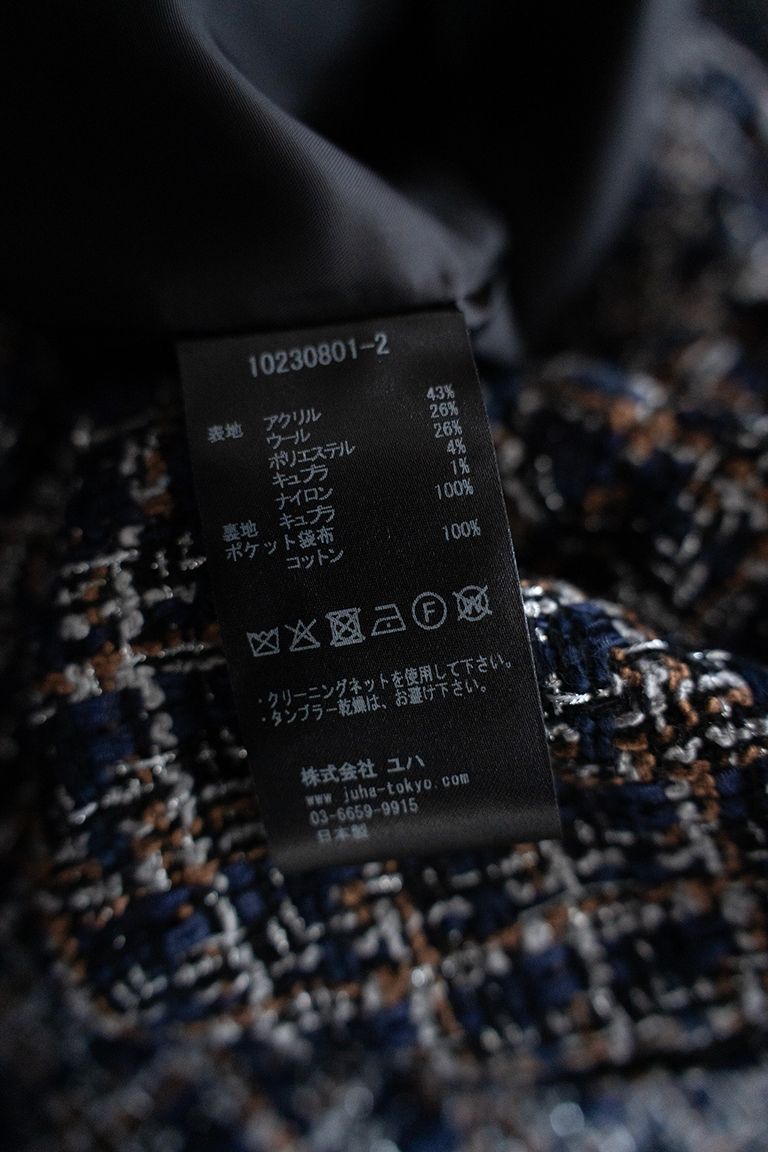 10230801-2
表地 アクリル 43%
ウール 26%
ポリエステル 26%
キュプラ 4%
ナイロン 1%
裏地 キュプラ 100%
ポケット袋布
コットン 100%
F
W
・クリーニングネットを使用して下さい。
・タンブラー乾燥は、お避け下さい。
株式会社 ユハ
www.juha-tokyo.com
03-6659-9915
日本製